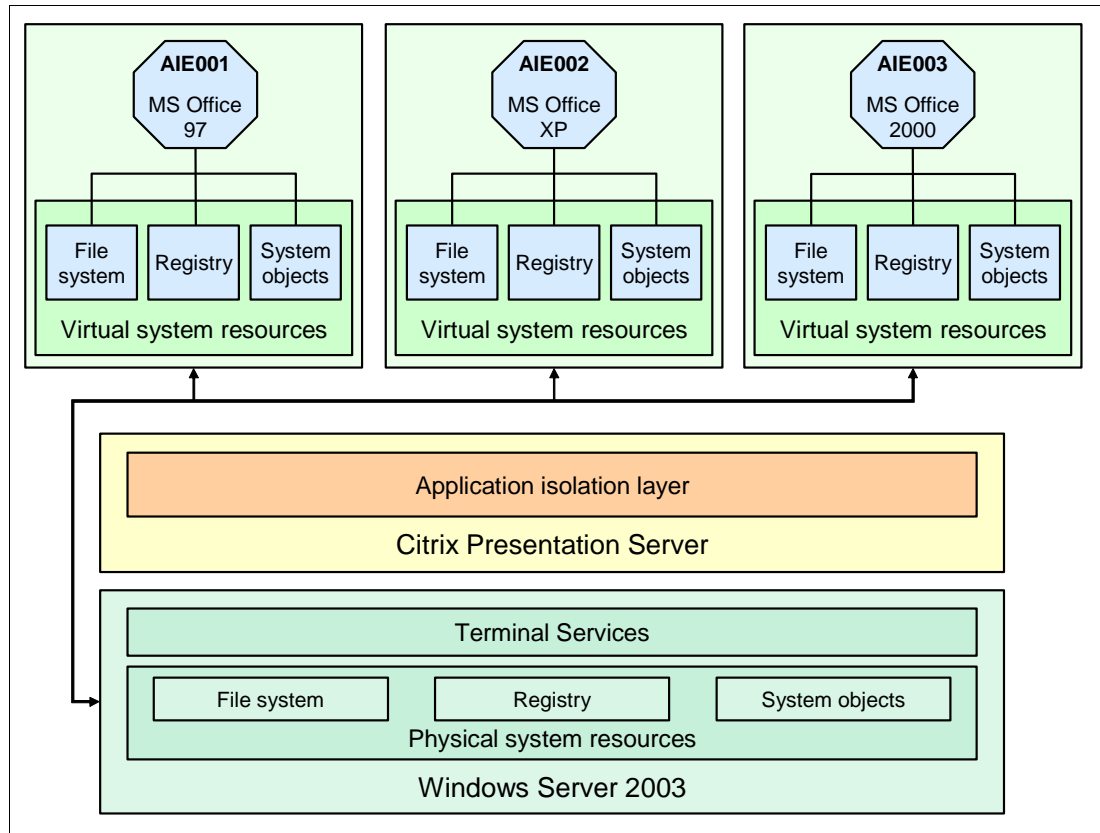 AIE001
MS Office
97
File
system
Registry
System
objects
Virtual system resources
AIE002
MS Office
XP
File
system
Registry
System
objects
Virtual system resources
AIE003
MS Office
2000
File
system
Registry
System
objects
Virtual system resources
Application isolation layer
Citrix Presentation Server
Terminal Services
File system
Registry
System objects
Physical system resources
Windows Server 2003